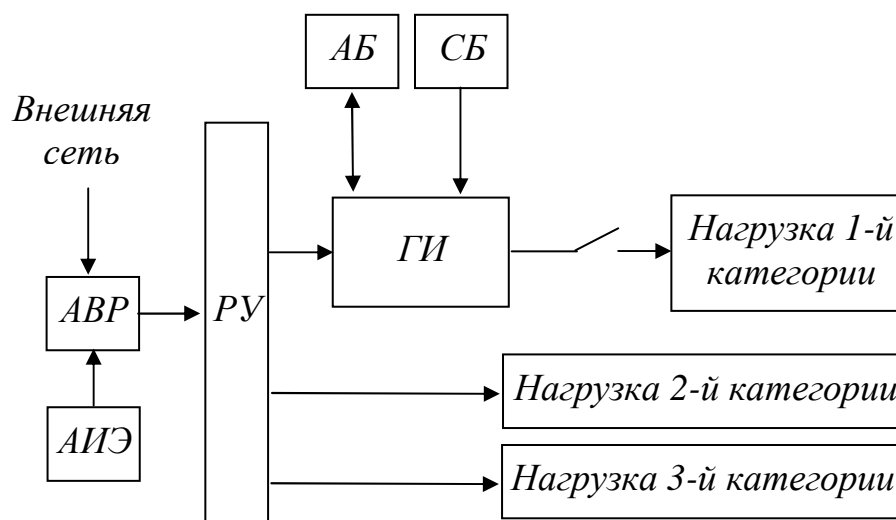 АБ
СБ
Внешняя
сеть
Нагрузка 1-й
категории
ГИ
АВР
РУ
Нагрузка 2-й категории
АИЭ
Нагрузка 3-й категории